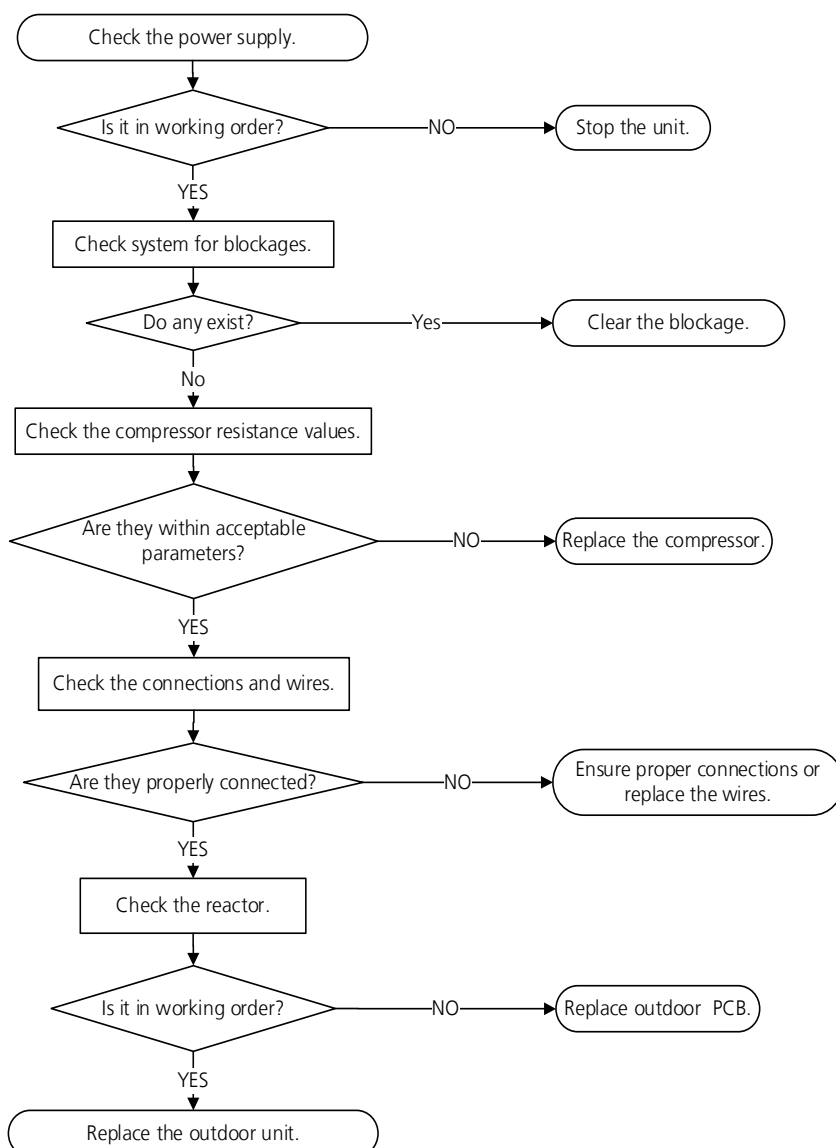 Check the power supply.
Is it in working order?
NO
Stop the unit.
YES
Check system for blockages.
Do any exist?
Yes
Clear the blockage.
No
Check the compressor resistance values.
Are they within acceptable
parameters?
NO
Replace the compressor.
YES
Check the connections and wires.
Are they properly connected?
NO
Ensure proper connections or
replace the wires.
YES
Check the reactor.
Is it in working order?
NO
Replace outdoor PCB.
YES
Replace the outdoor unit.